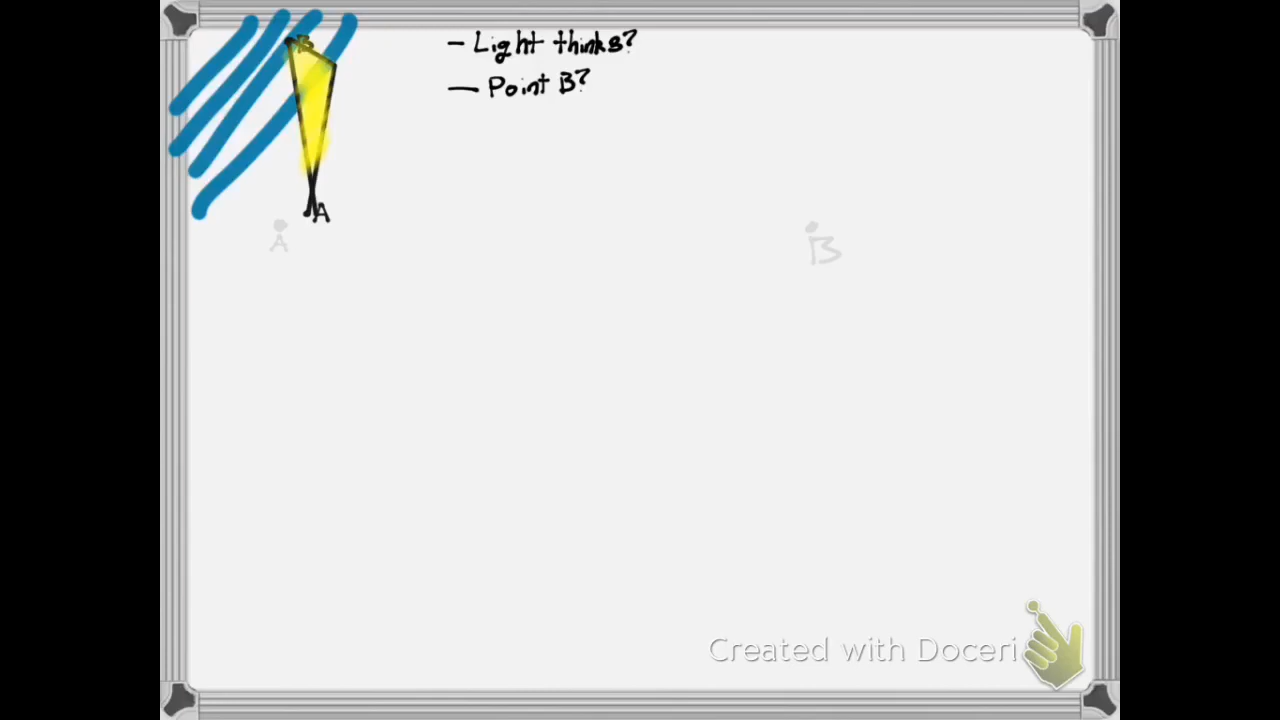 B
- Light thinks?
- Point B?
A
A
B
Created with Doceri